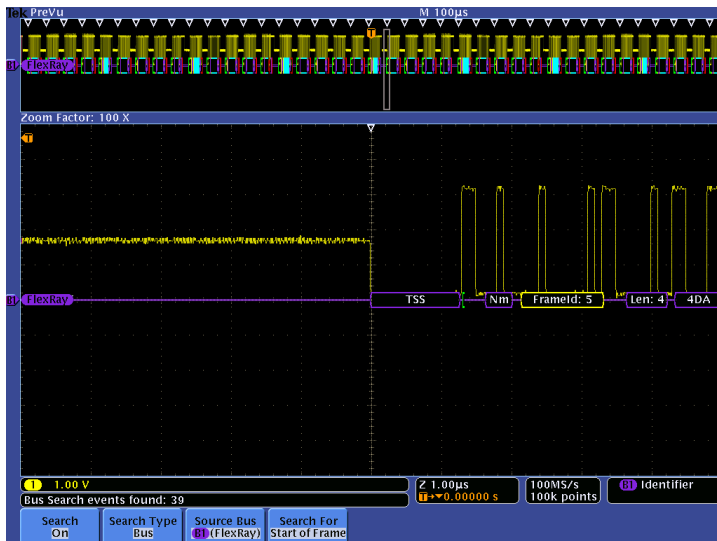 Tek PreVu M 100µs
T
B1 FlexRay
Zoom Factor: 100 X
T
B1 FlexRay TSS Nm FrameId: 5 Len: 4 4DA
1 1.00 V
Z 1.00µs
T→▼0.00000 s
100MS/s
100k points
B1 Identifier
Bus Search events found: 39
Search
On
Search Type
Bus
Source Bus
B1 (FlexRay)
Search For
Start of Frame